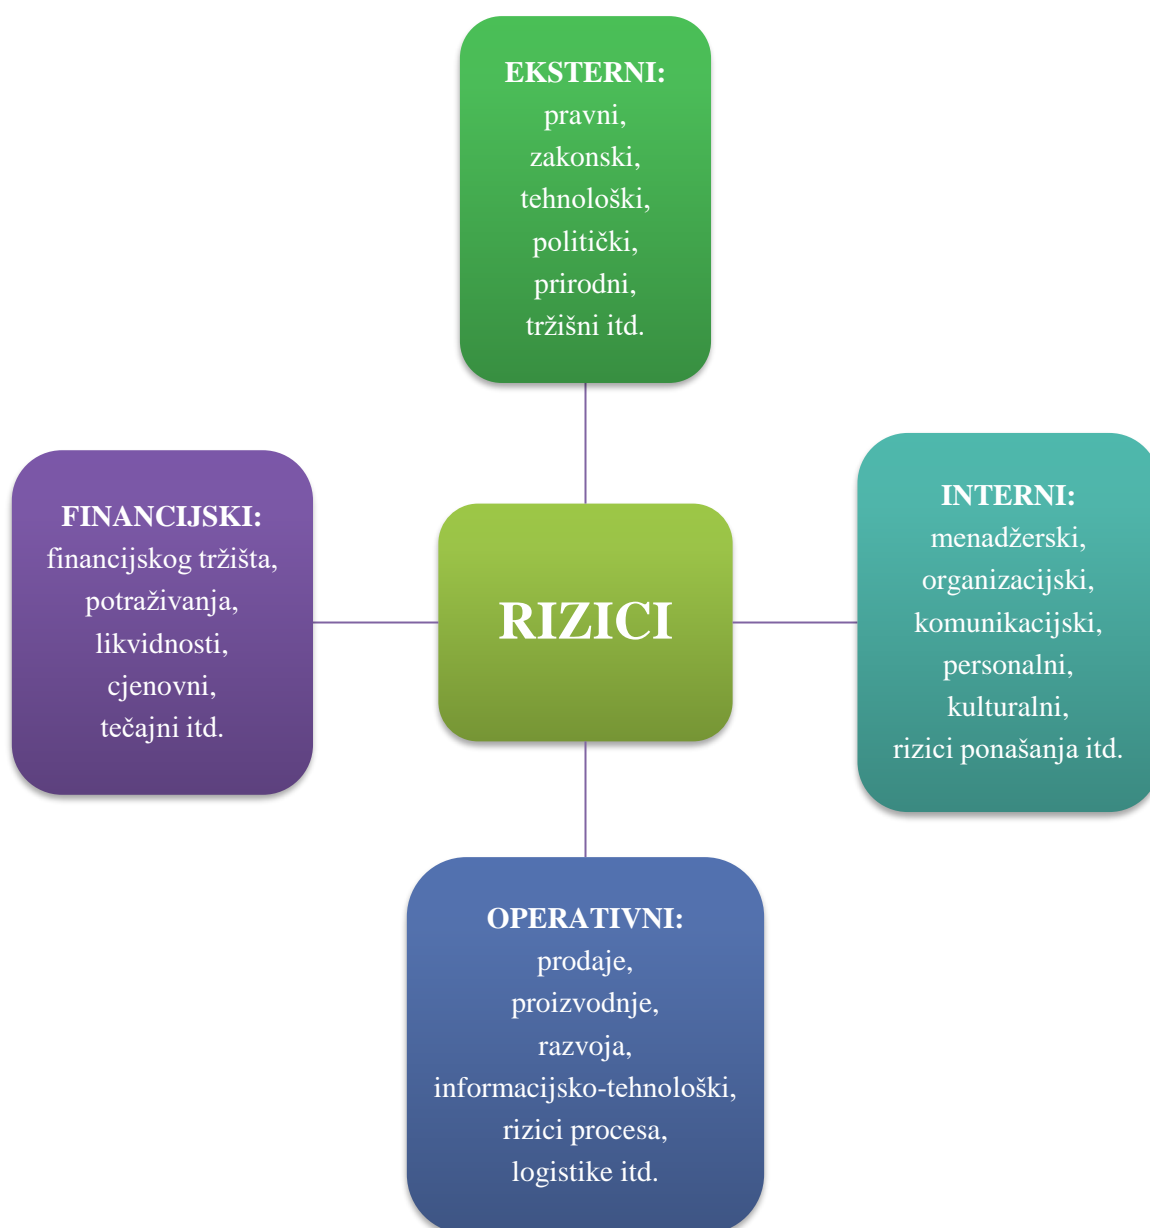 EKSTERNI:
pravni,
zakonski,
tehnološki,
politički,
prirodni,
tržišni itd.
FINANCIJSKI:
financijskog tržišta,
potraživanja,
likvidnosti,
cjenovni,
tečajni itd.
RIZICI
INTERNI:
menadžerski,
organizacijski,
komunikacijski,
personalni,
kulturalni,
rizici ponašanja itd.
OPERATIVNI:
prodaje,
proizvodnje,
razvoja,
informacijsko-tehnološki,
rizici procesa,
logistike itd.